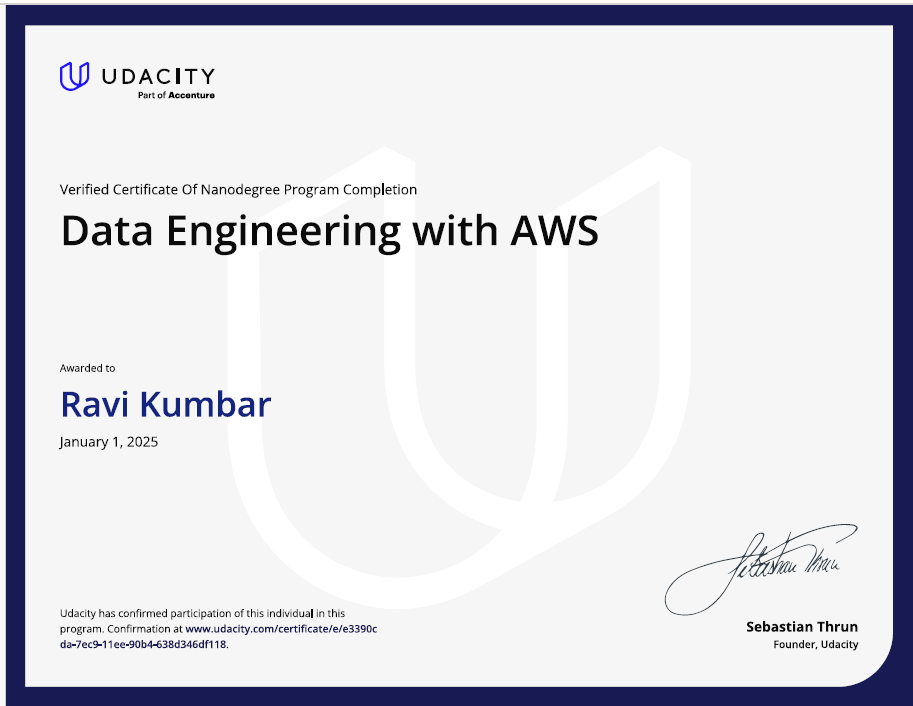 UDACITY
Part of Accenture
Verified Certificate Of Nanodegree Program Completion
Data Engineering with AWS
Awarded to
Ravi Kumbar
January 1, 2025
Sebastian Thrun
Udacity has confirmed participation of this individual in this
program. Confirmation at www.udacity.com/certificate/e/e3390c
da-7ec9-11ee-90b4-638d346df118.
Sebastian Thrun
Founder, Udacity